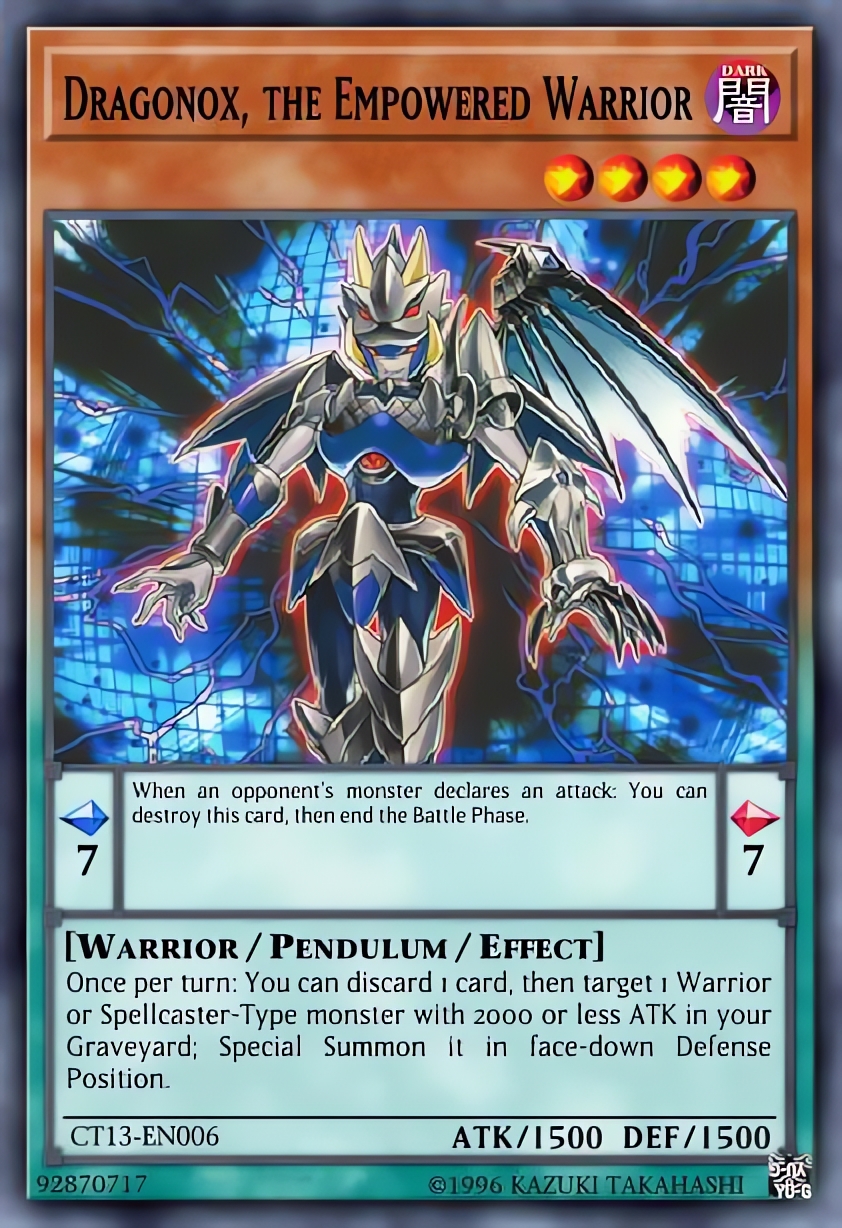 DRAGONOX, THE EMPOWERED WARRIOR
DARK
闇
When an opponent's monster declares an attack: You can
destroy this card, then end the Battle Phase.
7
7
[WARRIOR / PENDULUM / EFFECT]
Once per turn: You can discard 1 card, then target 1 Warrior
or Spellcaster-Type monster with 2000 or less ATK in your
Graveyard; Special Summon it in face-down Defense
Position.
CT13-EN006
ATK/1500 DEF/1500
92870717
©1996 KAZUKI TAKAHASHI